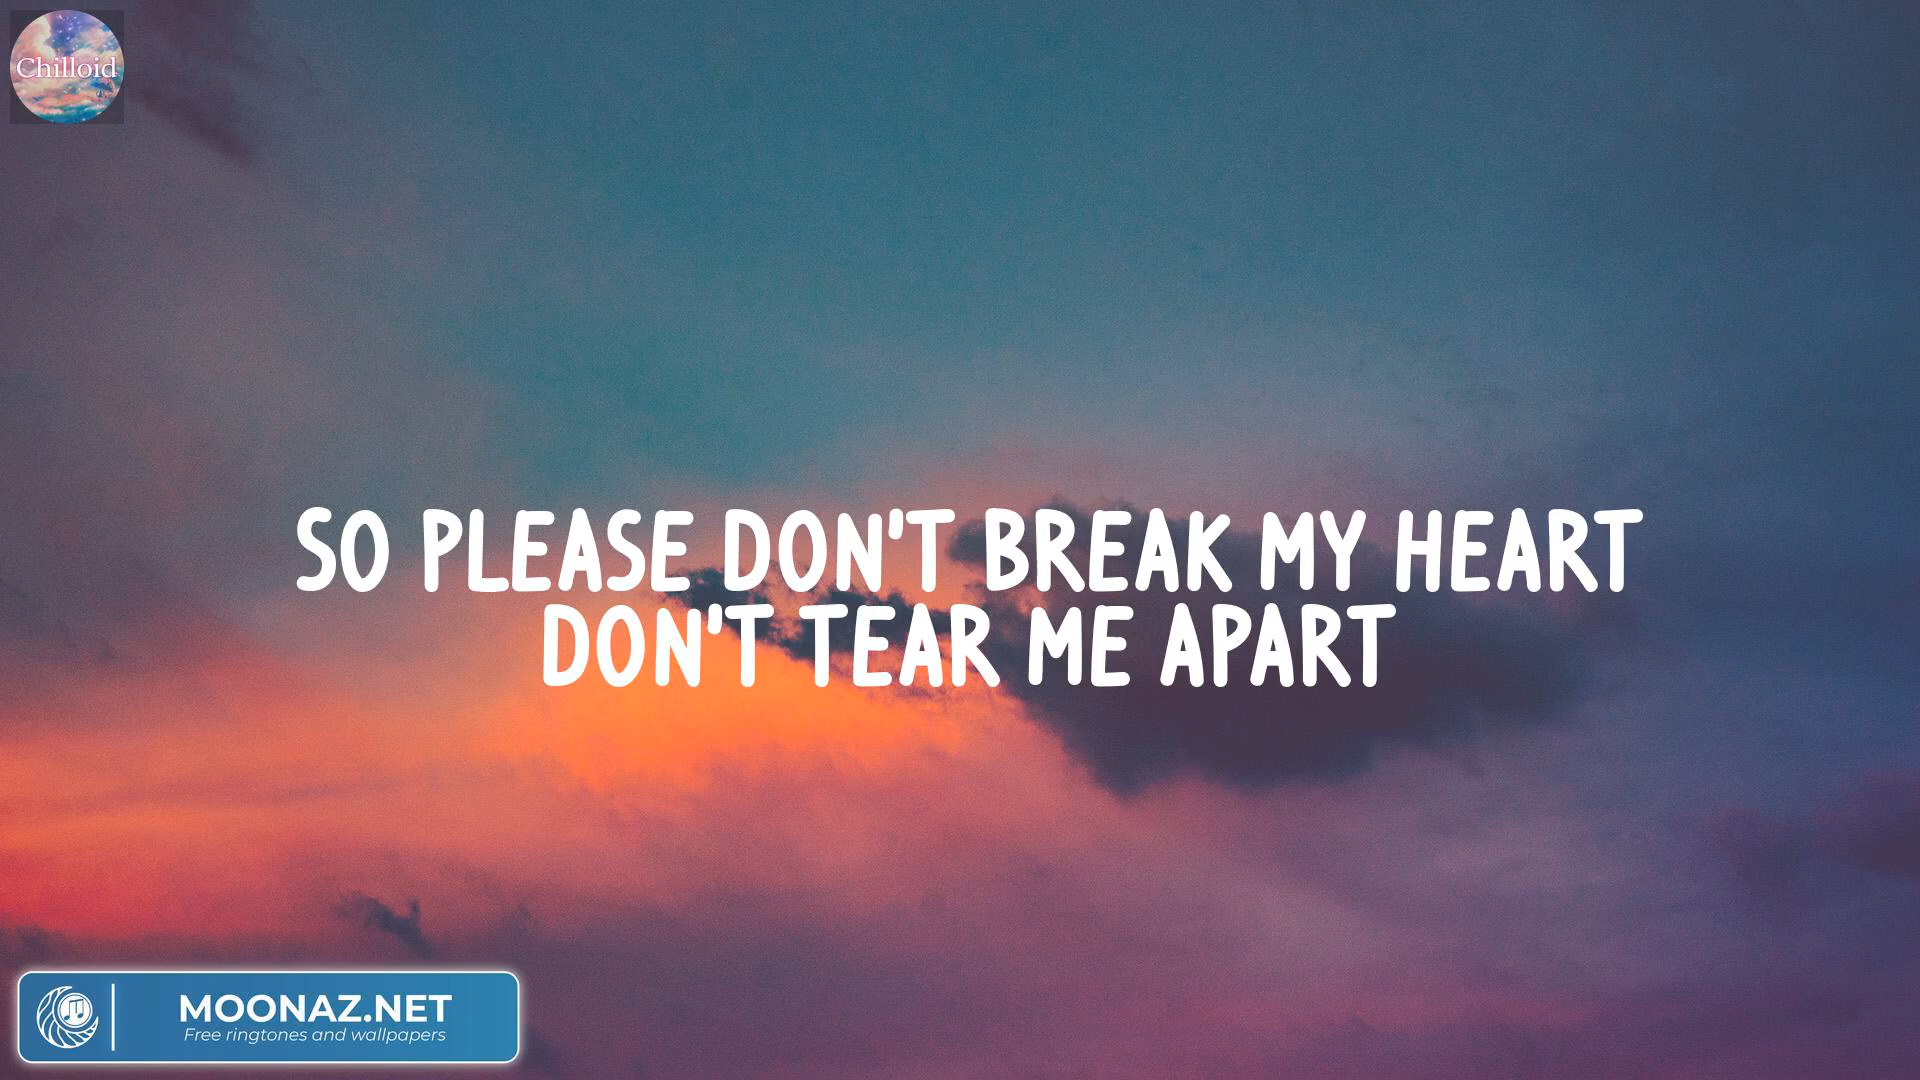 Chilloid
SO PLEASE DON'T BREAK MY HEART
DON'T TEAR ME APART
MOONAZ.NET
Free ringtones and wallpapers